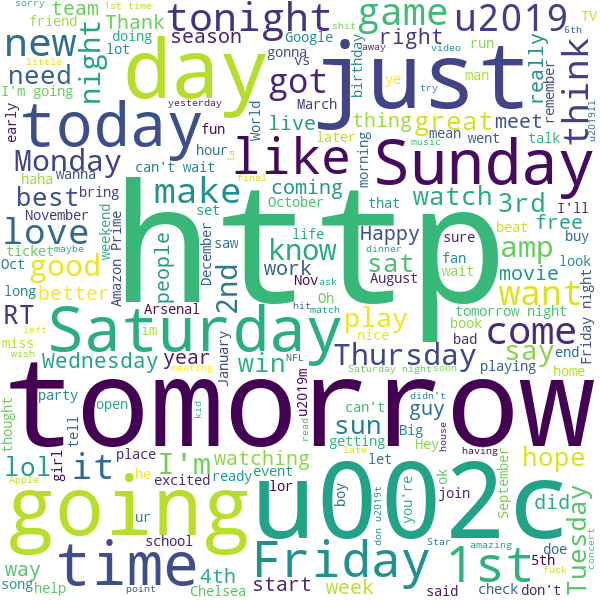 team
Thank
friend
I'm going
1st time
sorry
doing
lot
shit
Google
gonna
vs
birthday
right
run
away
video
try
TV
6th
man
little
new
need
night
tonight
season
game
u2019
really
think
remember
u201911
day
just
got
March
ye
yesterday
early
today
fun
World
live
later
thing
great
mean
went
meet
talk
Monday
haha
wanna
can't wait
hour
la
final
music
like
Sunday
best
November
bring
make
coming
morning
watch
3rd
free
I'll
buy
love
weekend
Amazon Prime
set
October
that
life
sure
beat
ticket
maybe
Oct
good
people
December
saw
2nd
know
dinner
Happy
fan
wait
amp
look
http
long
better
work
sat
movie
RT
left
Arsenal
im
Nov
Oh
ask
August
want
tomorrow night
book
bad
end
Friday night
miss
wish
Saturday
January
hit
match
play
nice
come
playing
home
thought
Wednesday
meeting
year
win
NFL
Saturday night
soon
Thursday
say
tomorrow
party
tell
open
kid
u2019m
can't
didn't
guy
house
sun
read
getting
Big
Hey
having
hope
lol
it
girl
place
he
I'm
watching
late
let
excited
ready
event
lor
boy
don u2019t
you're
ok
join
September
did
Tuesday
Apple
going
ur
u002c
doe
school
Star
amazing
5th
concert
way
time
Friday
1st
song
help
point
4th
Chelsea
start
week
said
check
fuck
don't